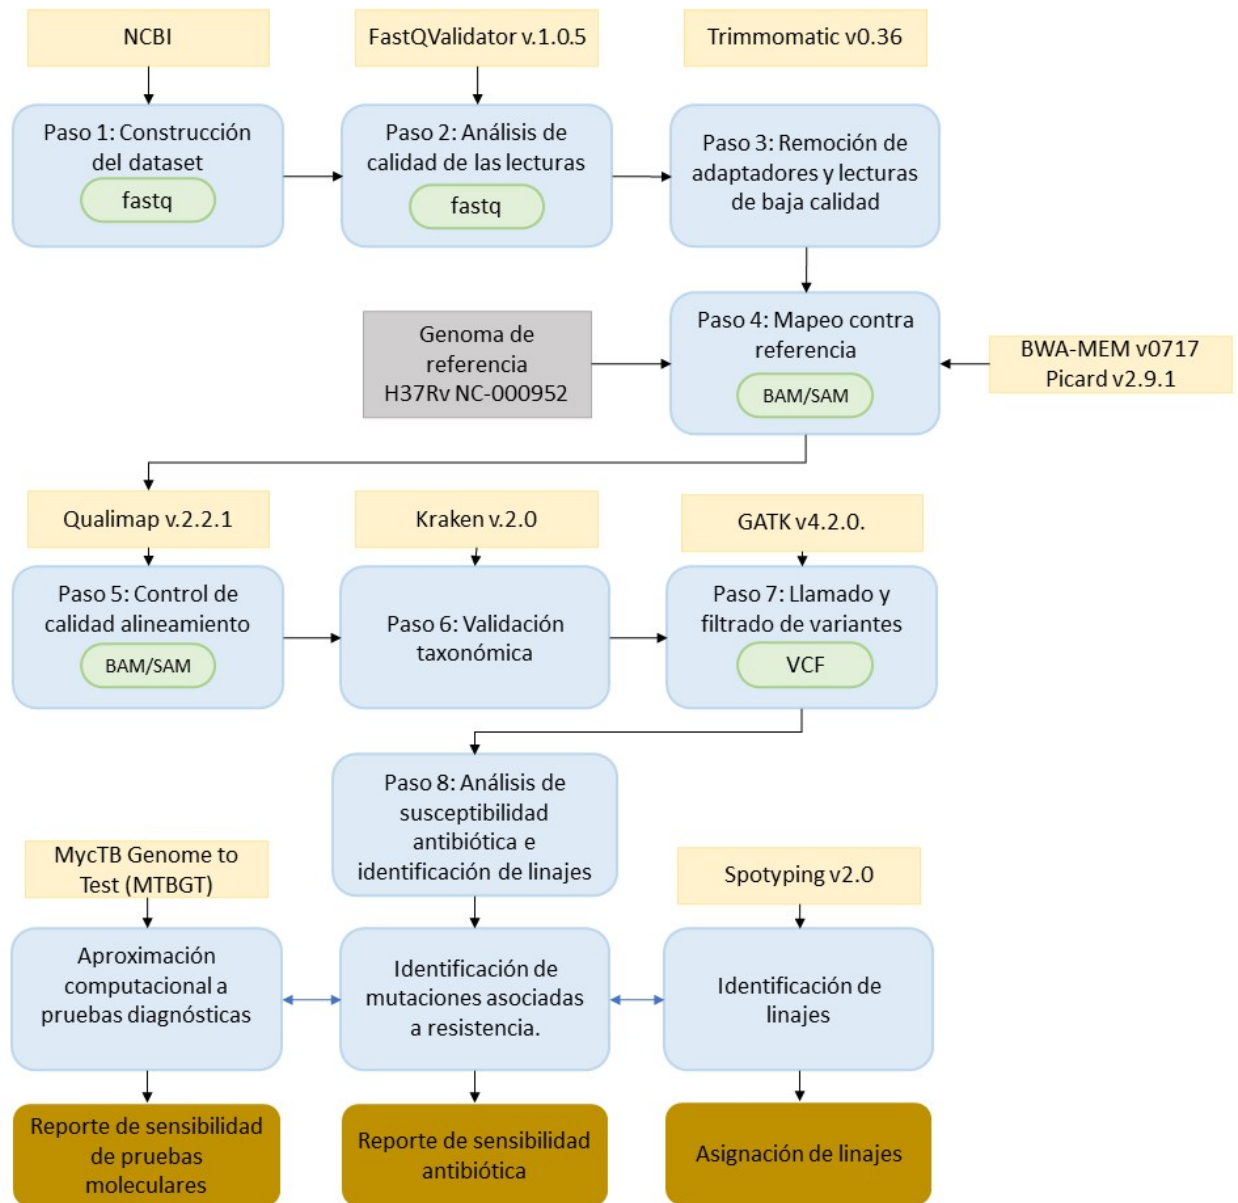 NCBI
FastQValidator v.1.0.5
Trimmomatic v0.36
Paso 1: Construcción
del dataset
fastq
Paso 2: Análisis de
calidad de las lecturas
fastq
Paso 3: Remoción de
adaptadores y lecturas
de baja calidad
Genoma de
referencia
H37Rv NC-000952
Paso 4: Mapeo contra
referencia
BAM/SAM
BWA-MEM v0717
Picard v2.9.1
Qualimap v.2.2.1
Kraken v.2.0
GATK v4.2.0.
Paso 5: Control de
calidad alineamiento
BAM/SAM
Paso 6: Validación
taxonómica
Paso 7: Llamado y
filtrado de variantes
VCF
Paso 8: Análisis de
susceptibilidad
antibiótica e
identificación de linajes
MycTB Genome to
Test (MTBGT)
Spotyping v2.0
Aproximación
computacional a
pruebas diagnósticas
Identificación de
mutaciones asociadas
a resistencia.
Identificación de
linajes
Reporte de sensibilidad
de pruebas
moleculares
Reporte de sensibilidad
antibiótica
Asignación de linajes